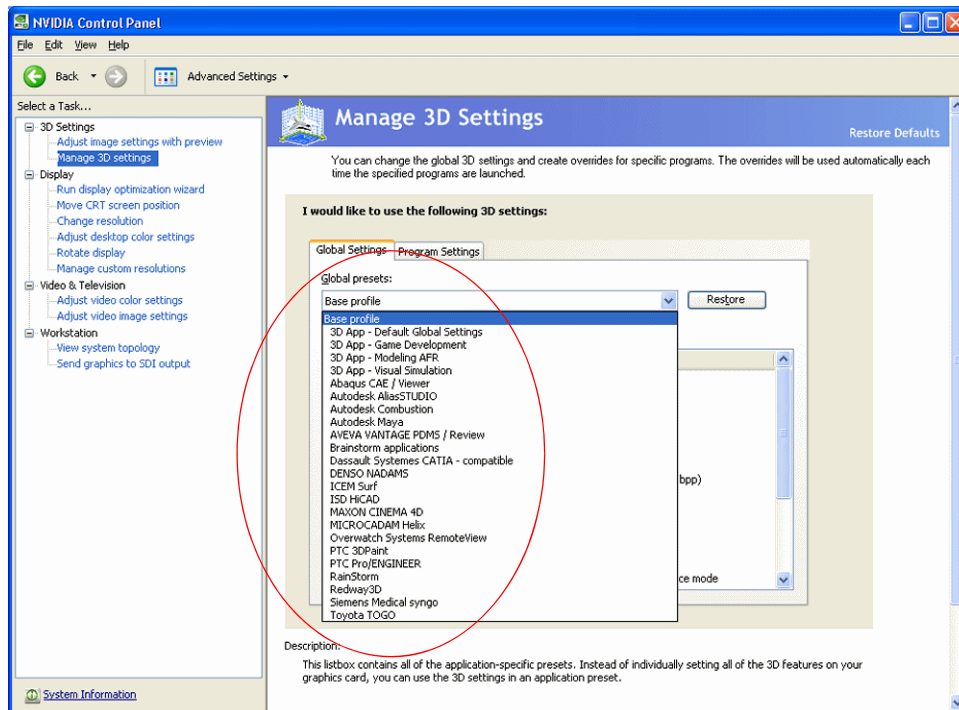 NVIDIA Control Panel
File Edit View Help
Back Advanced Settings
Select a Task...
3D Settings
Adjust image settings with preview
Manage 3D settings
Display
Run display optimization wizard
Move CRT screen position
Change resolution
Adjust desktop color settings
Rotate display
Manage custom resolutions
Video & Television
Adjust video color settings
Adjust video image settings
Workstation
View system topology
Send graphics to SDI output
System Information
Manage 3D Settings
Restore Defaults
You can change the global 3D settings and create overrides for specific programs. The overrides will be used automatically each
time the specified programs are launched.
I would like to use the following 3D settings:
Global Settings Program Settings
Global presets:
Base profile Restore
Base profile
3D App - Default Global Settings
3D App - Game Development
3D App - Modeling AFR
3D App - Visual Simulation
Abaqus CAE / Viewer
Autodesk AliasSTUDIO
Autodesk Combustion
Autodesk Maya
AVEVA VANTAGE PDMS / Review
Brainstorm applications
Dassault Systemes CATIA - compatible
DENSO NADAMS
ICEM Surf
ISD HiCAD
MAXON CINEMA 4D
MICROCADAM Helix
Overwatch Systems RemoteView
PTC 3DPaint
PTC Pro/ENGINEER
RainStorm
Redway3D
Siemens Medical syngo
Toyota TOGO
bpp)
ce mode
Description:
This listbox contains all of the application-specific presets. Instead of individually setting all of the 3D features on your
graphics card, you can use the 3D settings in an application preset.